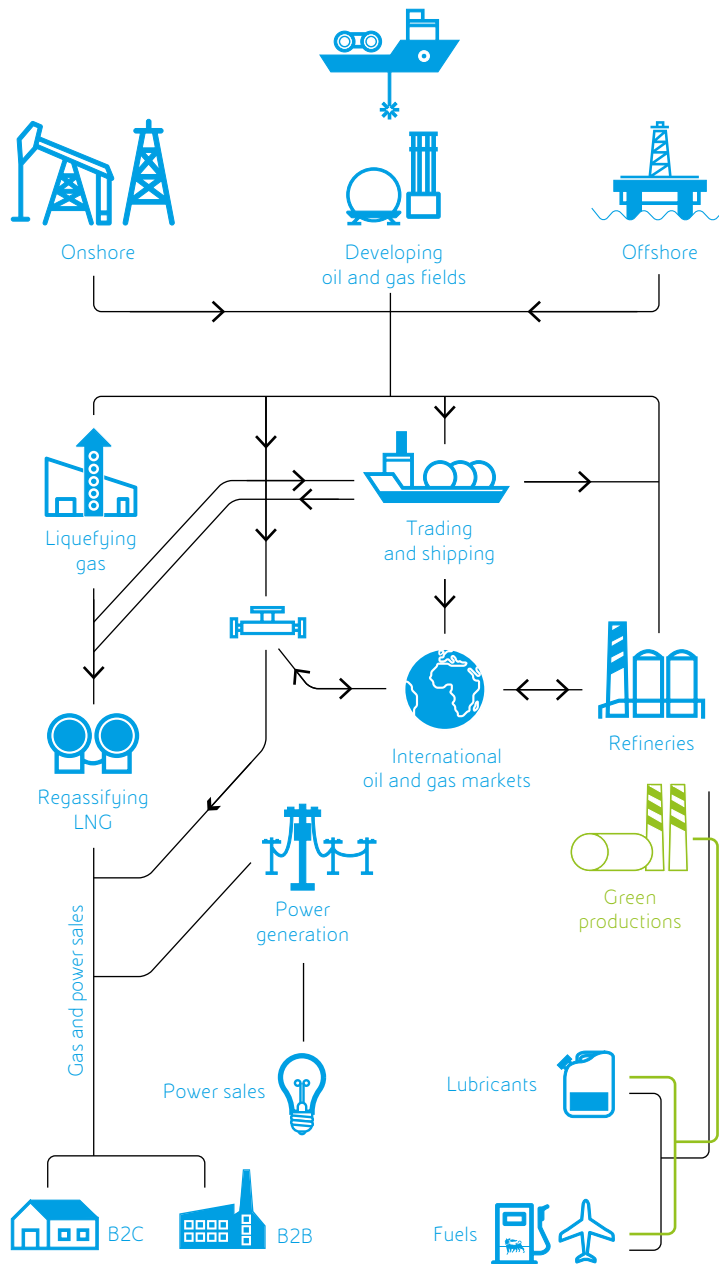 Onshore
Developing
oil and gas fields
Offshore
Liquefying
gas
Trading
and shipping
International
oil and gas markets
Refineries
Regassifying
LNG
Green
productions
Power
generation
Gas and power sales
Power sales
Lubricants
B2C
B2B
Fuels